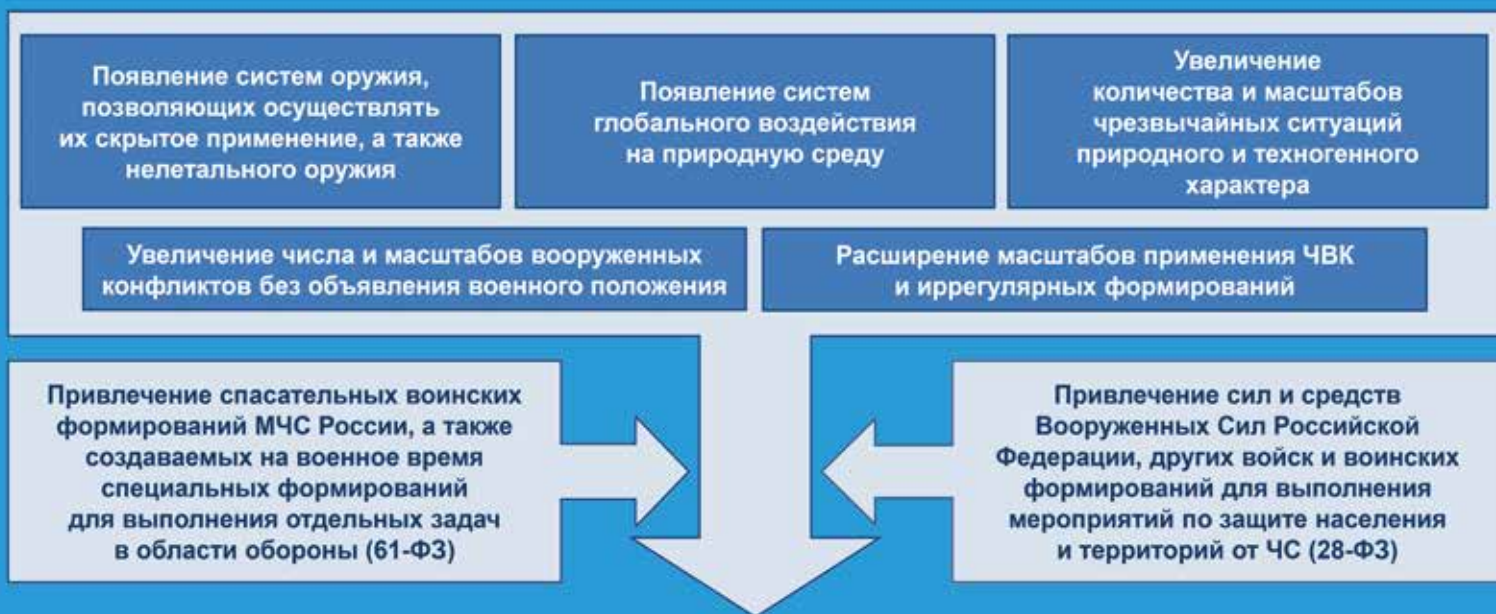 Появление систем оружия,
позволяющих осуществлять
их скрытое применение, а также
нелетального оружия
Появление систем
глобального воздействия
на природную среду
Увеличение
количества и масштабов
чрезвычайных ситуаций
природного и техногенного
характера
Увеличение числа и масштабов вооруженных
конфликтов без объявления военного положения
Расширение масштабов применения ЧВК
и иррегулярных формирований
Привлечение спасательных воинских
формирований МЧС России, а также
создаваемых на военное время
специальных формирований
для выполнения отдельных задач
в области обороны (61-ФЗ)
Привлечение сил и средств
Вооруженных Сил Российской
Федерации, других войск и воинских
формирований для выполнения
мероприятий по защите населения
и территорий от ЧС (28-ФЗ)